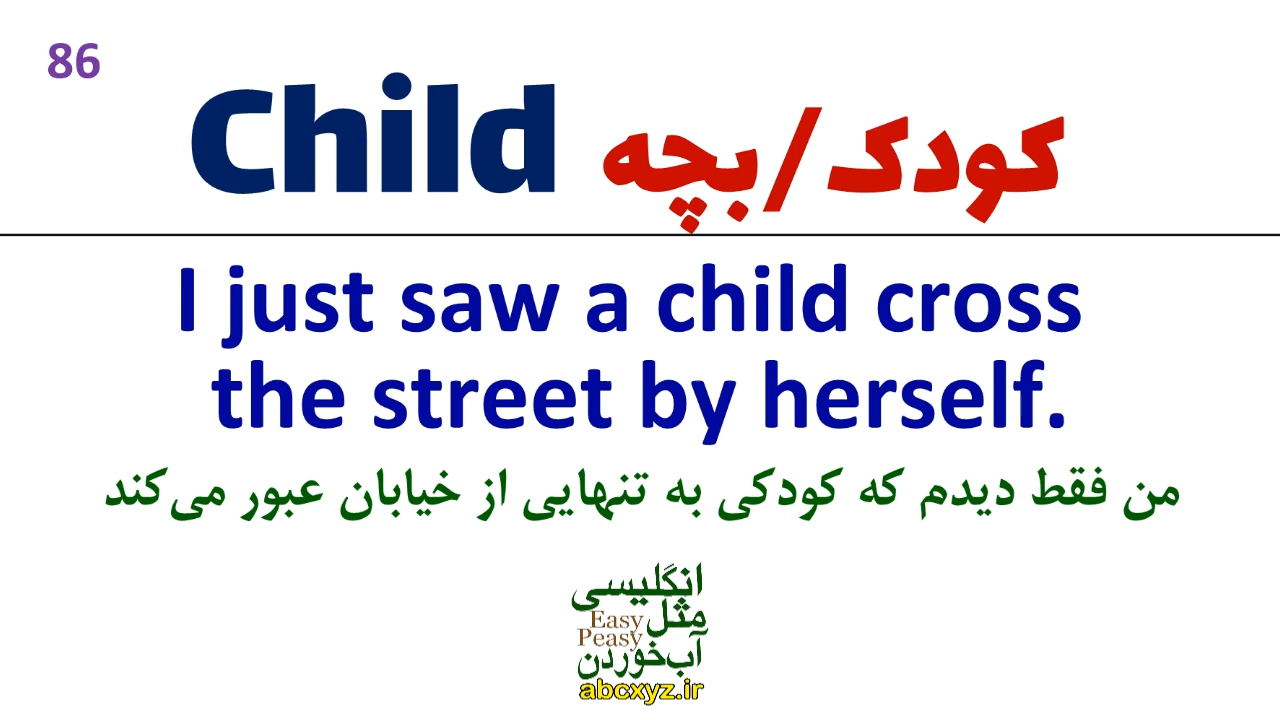 86
Child کودک/بچه
I just saw a child cross
the street by herself.
من فقط دیدم که کودکی به تنهایی از خیابان عبور می‌کند
انگلیسی
مثل Easy
Peasy
آب‌خوردن
abcxyz.ir